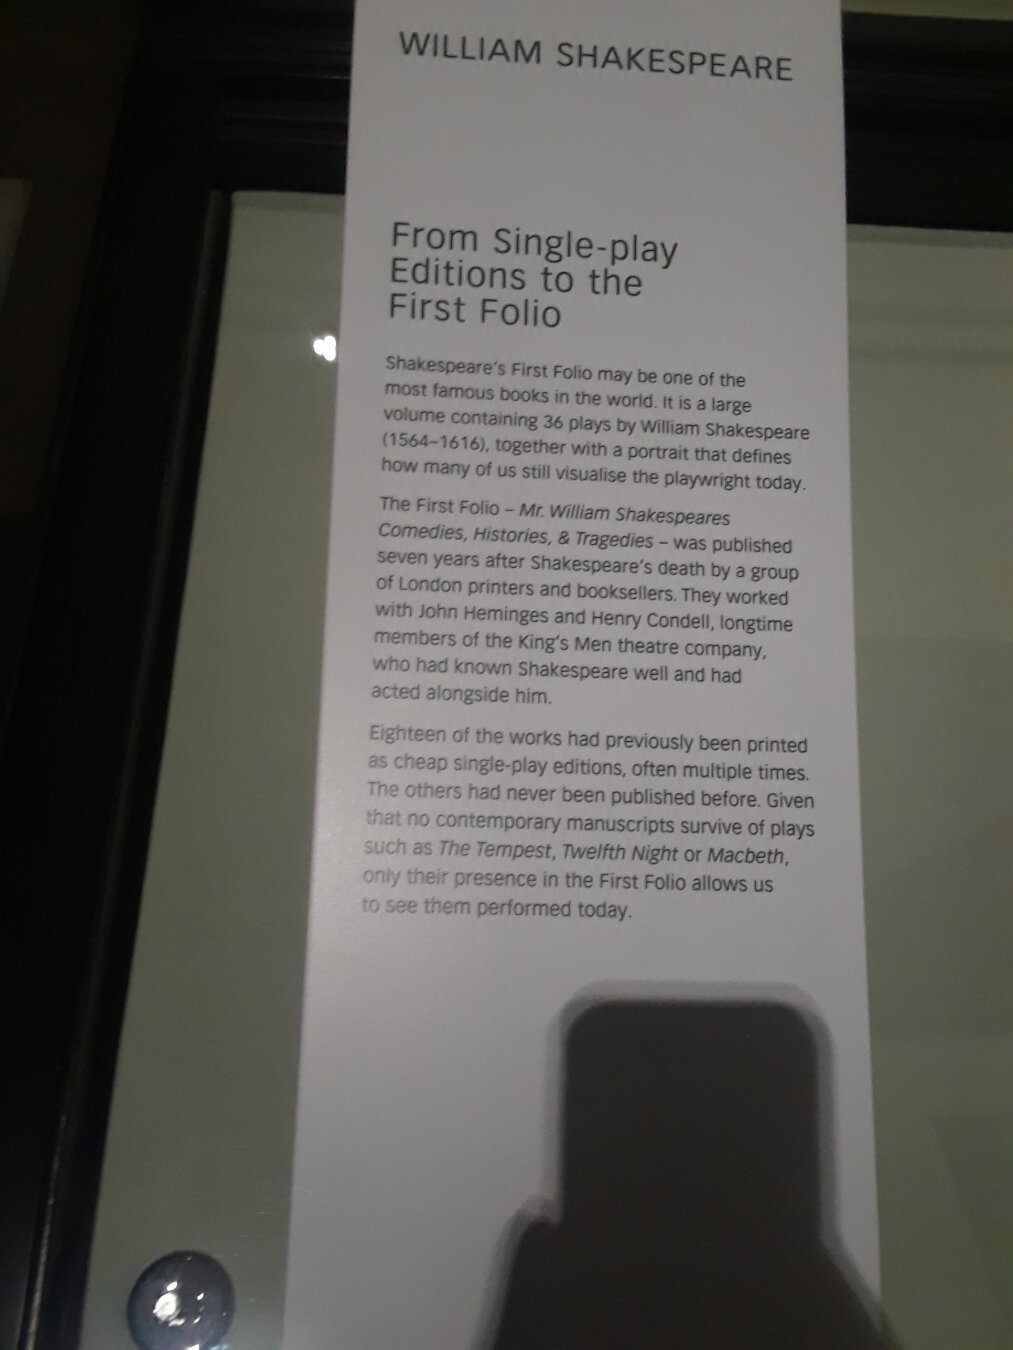 WILLIAM SHAKESPEARE
From Single-play
Editions to the
First Folio
Shakespeare's First Folio may be one of the
most famous books in the world. It is a large
volume containing 36 plays by William Shakespeare
(1564–1616), together with a portrait that defines
how many of us still visualise the playwright today.
The First Folio – Mr. William Shakespeares
Comedies, Histories, & Tragedies – was published
seven years after Shakespeare's death by a group
of London printers and booksellers. They worked
with John Heminges and Henry Condell, longtime
members of the King's Men theatre company,
who had known Shakespeare well and had
acted alongside him.
Eighteen of the works had previously been printed
as cheap single-play editions, often multiple times.
The others had never been published before. Given
that no contemporary manuscripts survive of plays
such as The Tempest, Twelfth Night or Macbeth,
only their presence in the First Folio allows us
to see them performed today.